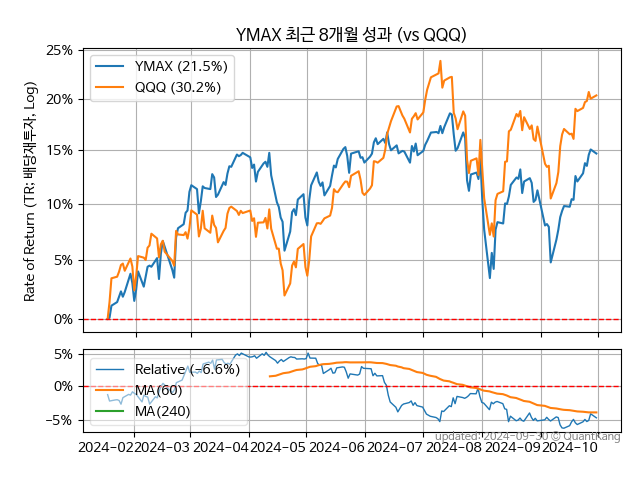 YMAX 최근 8개월 성과 (vs QQQ)
Rate of Return (TR: 배당재투자, Log)
25%
20%
15%
10%
5%
0%
YMAX (21.5%)
QQQ (30.2%)
5%
0%
−5%
Relative (−6.6%)
MA(60)
MA(240)
2024-02
2024-03
2024-04
2024-05
2024-06
2024-07
2024-08
2024-09
2024-10
updated: 2024-09-30 © QuantKang